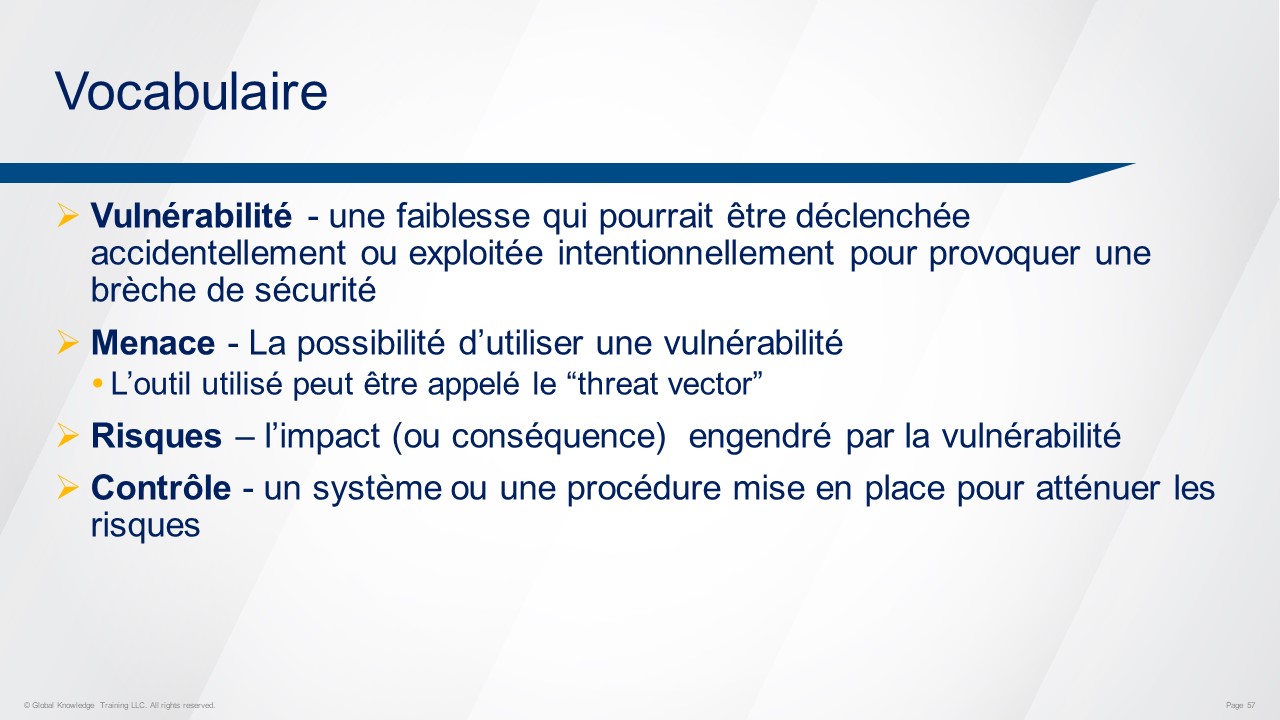 Vocabulaire
Vulnérabilité - une faiblesse qui pourrait être déclenchée
accidentellement ou exploitée intentionnellement pour provoquer une
brèche de sécurité
Menace - La possibilité d’utiliser une vulnérabilité
L’outil utilisé peut être appelé le “threat vector”
Risques – l’impact (ou conséquence) engendré par la vulnérabilité
Contrôle - un système ou une procédure mise en place pour atténuer les
risques
© Global Knowledge Training LLC. All rights reserved.
Page 57